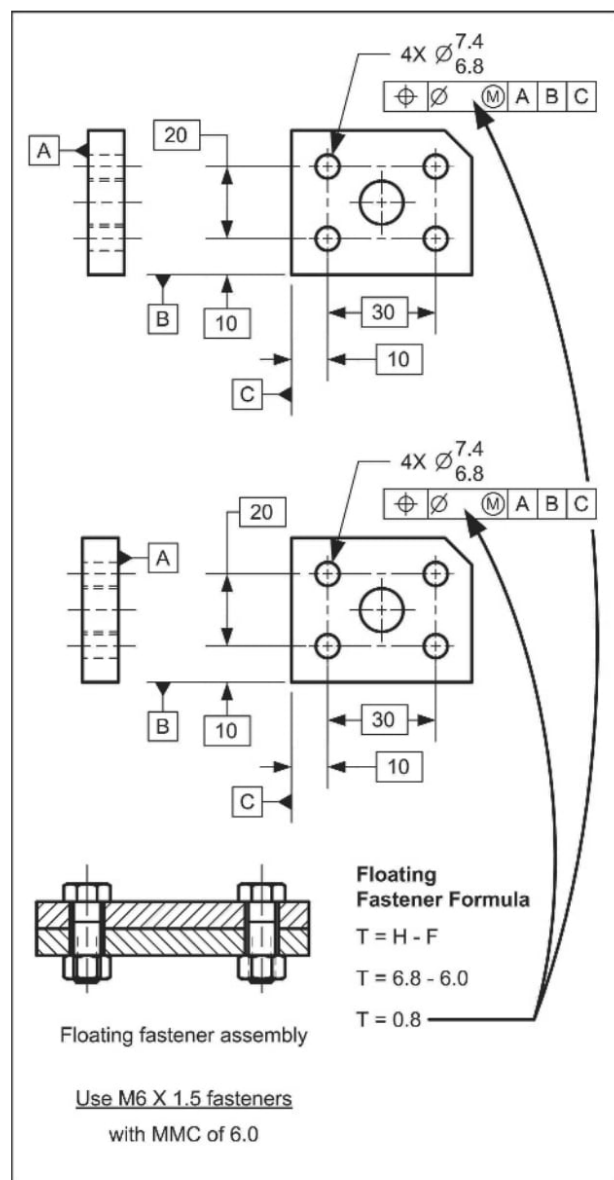 4X ⌀ 7.4
6.8
⌖ ⌀ Ⓜ A B C
A
20
B
10
30
10
C
4X ⌀ 7.4
6.8
⌖ ⌀ Ⓜ A B C
20
A
B
10
30
10
C
Floating
Fastener Formula
T = H - F
T = 6.8 - 6.0
T = 0.8
Floating fastener assembly
Use M6 X 1.5 fasteners
with MMC of 6.0